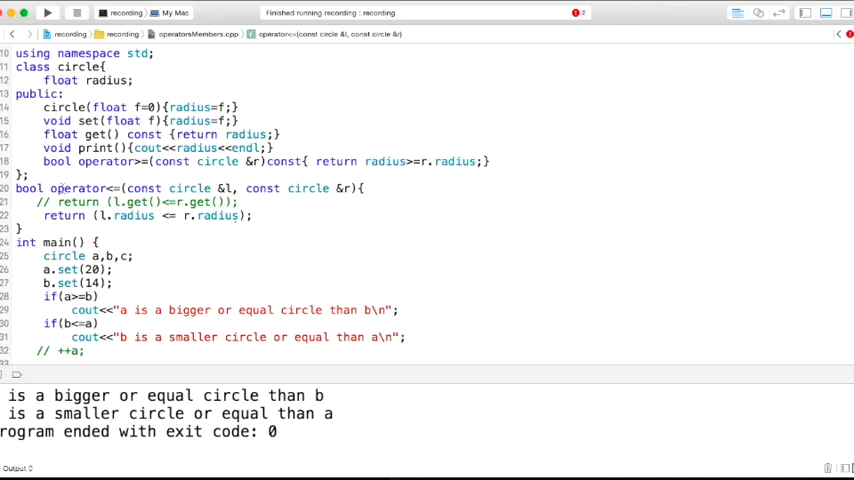 recording
My Mac
Finished running recording : recording
2
recording
recording
operatorsMembers.cpp
operator<=(const circle &l, const circle &r)
10 using namespace std;
11 class circle{
12 float radius;
13 public:
14 circle(float f=0){radius=f;}
15 void set(float f){radius=f;}
16 float get() const {return radius;}
17 void print(){cout<<radius<<endl;}
18 bool operator>=(const circle &r)const{ return radius>=r.radius;}
19 };
20 bool operator<=(const circle &l, const circle &r){
21 // return (l.get()<=r.get());
22 return (l.radius <= r.radius);
23 }
24 int main() {
25 circle a,b,c;
26 a.set(20);
27 b.set(14);
28 if(a>=b)
29 cout<<"a is a bigger or equal circle than b\n";
30 if(b<=a)
31 cout<<"b is a smaller circle or equal than a\n";
32 // ++a;
is a bigger or equal circle than b
is a smaller circle or equal than a
rogram ended with exit code: 0
Output